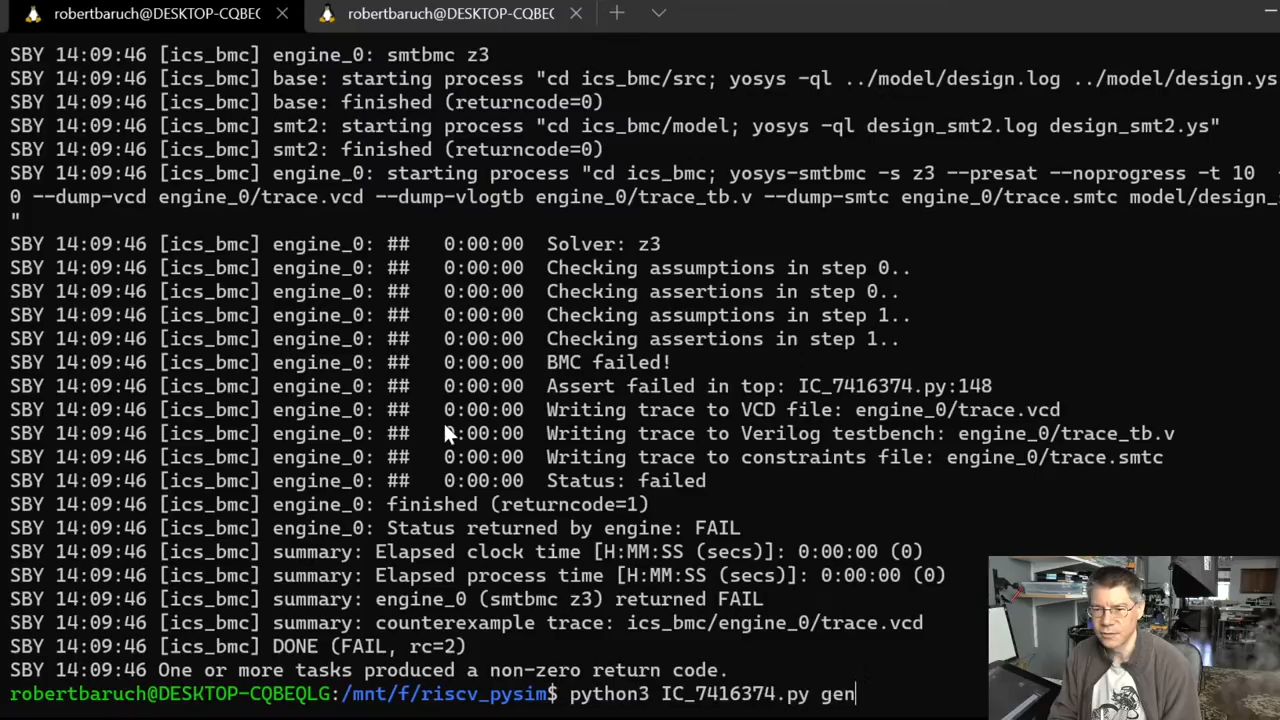 robertbaruch@DESKTOP-CQBEQLG: robertbaruch@DESKTOP-CQBEQLG:
SBY 14:09:46 [ics_bmc] engine_0: smtbmc z3
SBY 14:09:46 [ics_bmc] base: starting process "cd ics_bmc/src; yosys -ql ../model/design.log ../model/design.ys"
SBY 14:09:46 [ics_bmc] base: finished (returncode=0)
SBY 14:09:46 [ics_bmc] smt2: starting process "cd ics_bmc/model; yosys -ql design_smt2.log design_smt2.ys"
SBY 14:09:46 [ics_bmc] smt2: finished (returncode=0)
SBY 14:09:46 [ics_bmc] engine_0: starting process "cd ics_bmc; yosys-smtbmc -s z3 --presat --noprogress -t 10
0 --dump-vcd engine_0/trace.vcd --dump-vlogtb engine_0/trace_tb.v --dump-smtc engine_0/trace.smtc model/design_s
"
SBY 14:09:46 [ics_bmc] engine_0: ## 0:00:00 Solver: z3
SBY 14:09:46 [ics_bmc] engine_0: ## 0:00:00 Checking assumptions in step 0..
SBY 14:09:46 [ics_bmc] engine_0: ## 0:00:00 Checking assertions in step 0..
SBY 14:09:46 [ics_bmc] engine_0: ## 0:00:00 Checking assumptions in step 1..
SBY 14:09:46 [ics_bmc] engine_0: ## 0:00:00 Checking assertions in step 1..
SBY 14:09:46 [ics_bmc] engine_0: ## 0:00:00 BMC failed!
SBY 14:09:46 [ics_bmc] engine_0: ## 0:00:00 Assert failed in top: IC_7416374.py:148
SBY 14:09:46 [ics_bmc] engine_0: ## 0:00:00 Writing trace to VCD file: engine_0/trace.vcd
SBY 14:09:46 [ics_bmc] engine_0: ## 0:00:00 Writing trace to Verilog testbench: engine_0/trace_tb.v
SBY 14:09:46 [ics_bmc] engine_0: ## 0:00:00 Writing trace to constraints file: engine_0/trace.smtc
SBY 14:09:46 [ics_bmc] engine_0: ## 0:00:00 Status: failed
SBY 14:09:46 [ics_bmc] engine_0: finished (returncode=1)
SBY 14:09:46 [ics_bmc] engine_0: Status returned by engine: FAIL
SBY 14:09:46 [ics_bmc] summary: Elapsed clock time [H:MM:SS (secs)]: 0:00:00 (0)
SBY 14:09:46 [ics_bmc] summary: Elapsed process time [H:MM:SS (secs)]: 0:00:00 (0)
SBY 14:09:46 [ics_bmc] summary: engine_0 (smtbmc z3) returned FAIL
SBY 14:09:46 [ics_bmc] summary: counterexample trace: ics_bmc/engine_0/trace.vcd
SBY 14:09:46 [ics_bmc] DONE (FAIL, rc=2)
SBY 14:09:46 One or more tasks produced a non-zero return code.
robertbaruch@DESKTOP-CQBEQLG:/mnt/f/riscv_pysim$ python3 IC_7416374.py gen